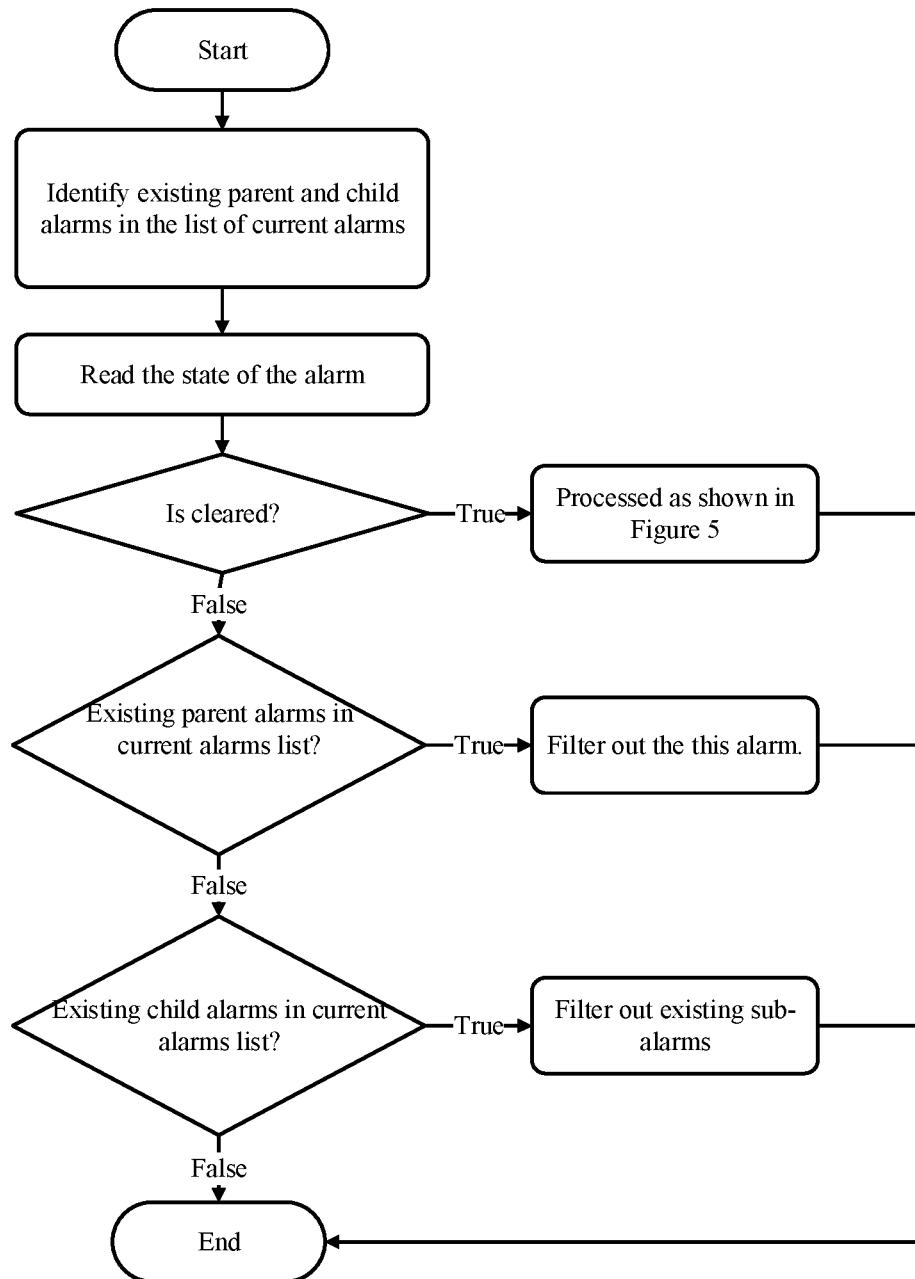 Start
Identify existing parent and child
alarms in the list of current alarms
Read the state of the alarm
Is cleared?
True
Processed as shown in
Figure 5
False
Existing parent alarms in
current alarms list?
True
Filter out the this alarm.
False
Existing child alarms in current
alarms list?
True
Filter out existing sub-
alarms
False
End